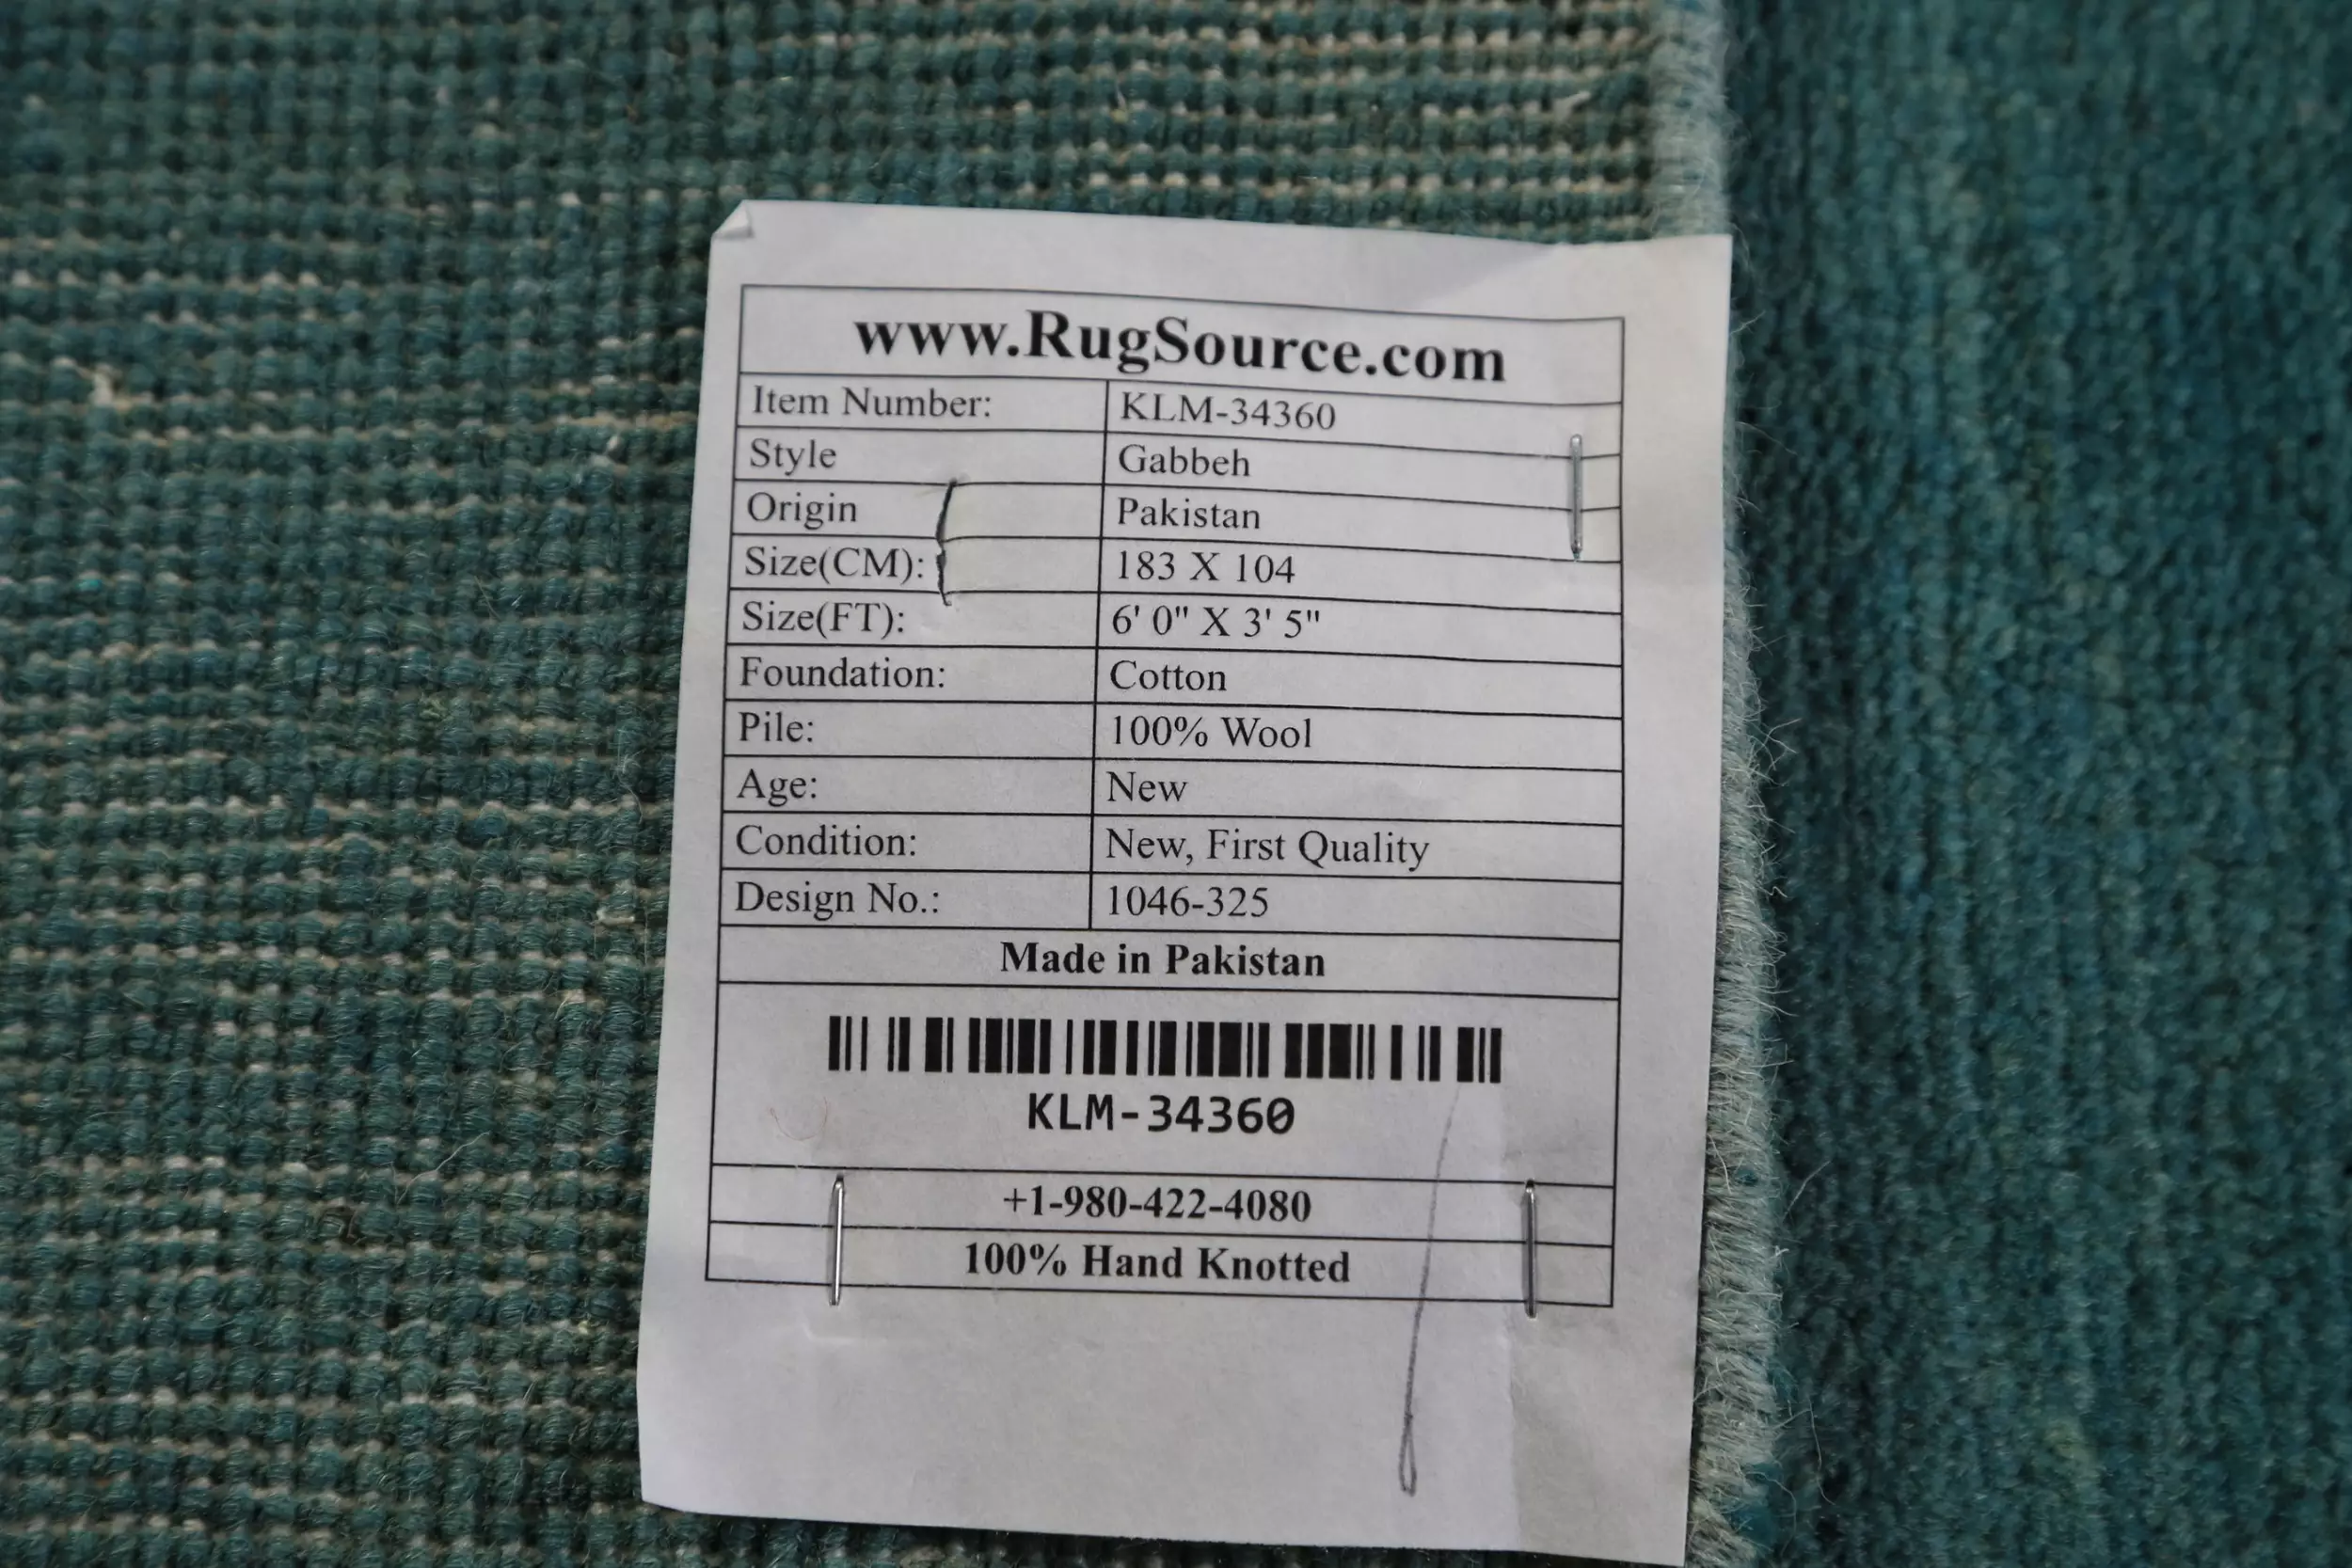 www.RugSource.com
Item Number: KLM-34360
Style Gabbeh
Origin Pakistan
Size(CM): 183 X 104
Size(FT): 6' 0" X 3' 5"
Foundation: Cotton
Pile: 100% Wool
Age: New
Condition: New, First Quality
Design No.: 1046-325
Made in Pakistan
KLM-34360
+1-980-422-4080
100% Hand Knotted